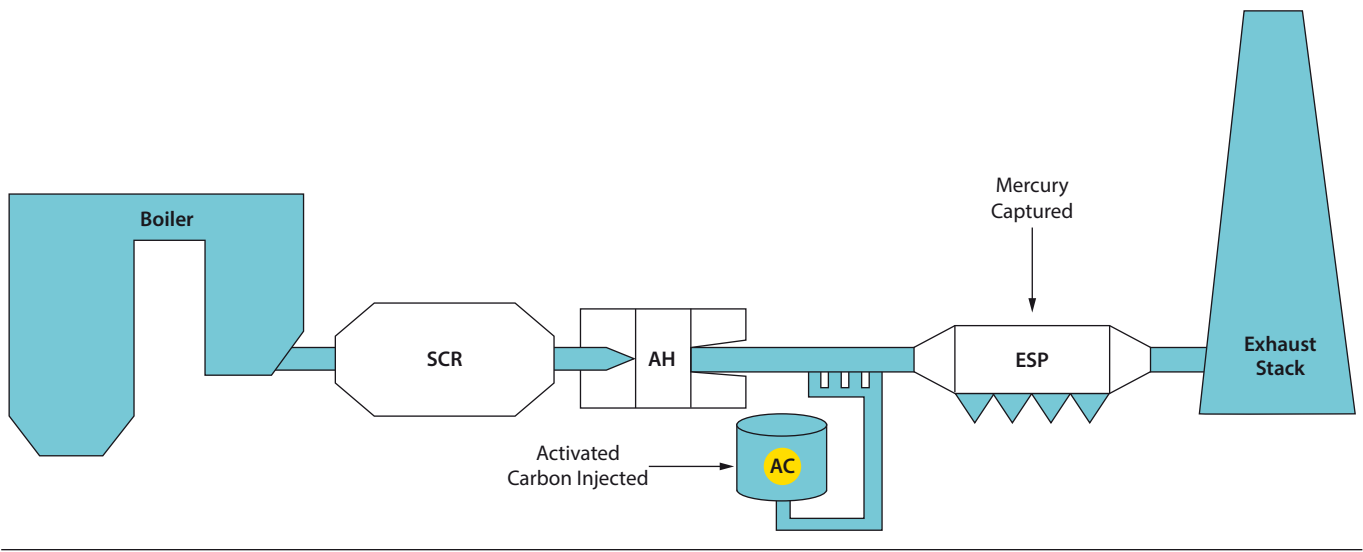 Boiler
SCR
AH
Activated
Carbon Injected
AC
Mercury
Captured
ESP
Exhaust
Stack